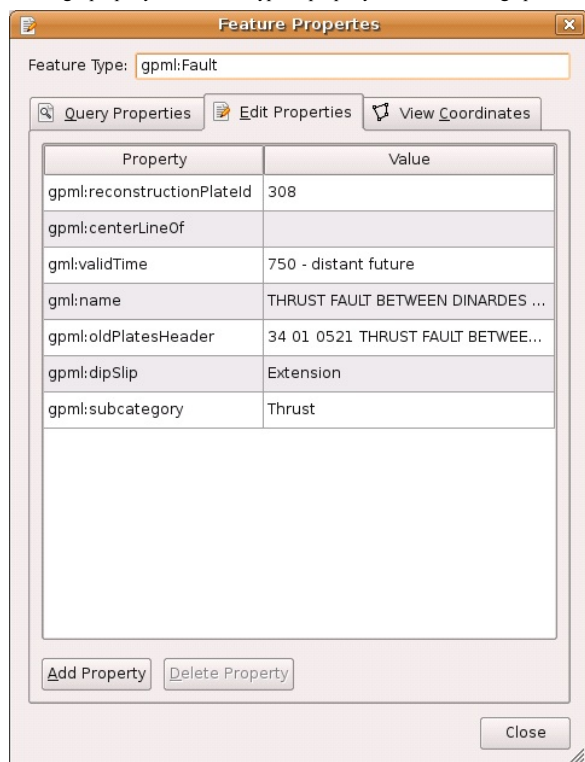 Feature Properties
Feature Type: gpml:Fault
Query Properties Edit Properties View Coordinates
Property Value
gpml:reconstructionPlateId 308
gpml:centerLineOf
gml:validTime 750 - distant future
gml:name THRUST FAULT BETWEEN DINARDES ...
gpml:oldPlatesHeader 34 01 0521 THRUST FAULT BETWEE...
gpml:dipSlip Extension
gpml:subcategory Thrust
Add Property Delete Property
Close